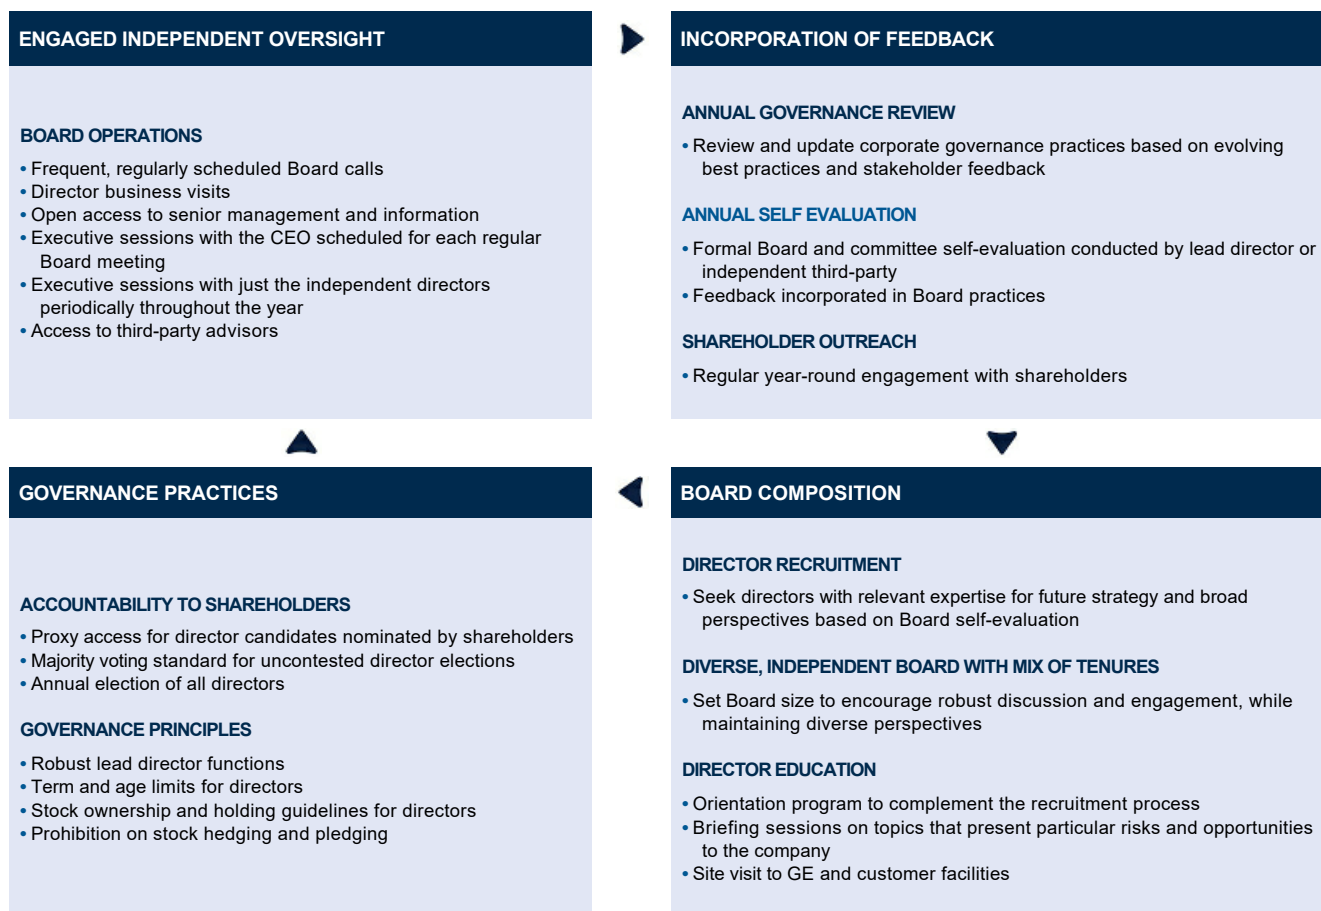 ENGAGED INDEPENDENT OVERSIGHT
BOARD OPERATIONS
• Frequent, regularly scheduled Board calls
• Director business visits
• Open access to senior management and information
• Executive sessions with the CEO scheduled for each regular
Board meeting
• Executive sessions with just the independent directors
periodically throughout the year
• Access to third-party advisors
INCORPORATION OF FEEDBACK
ANNUAL GOVERNANCE REVIEW
• Review and update corporate governance practices based on evolving
best practices and stakeholder feedback
ANNUAL SELF EVALUATION
• Formal Board and committee self-evaluation conducted by lead director or
independent third-party
• Feedback incorporated in Board practices
SHAREHOLDER OUTREACH
• Regular year-round engagement with shareholders
GOVERNANCE PRACTICES
ACCOUNTABILITY TO SHAREHOLDERS
• Proxy access for director candidates nominated by shareholders
• Majority voting standard for uncontested director elections
• Annual election of all directors
GOVERNANCE PRINCIPLES
• Robust lead director functions
• Term and age limits for directors
• Stock ownership and holding guidelines for directors
• Prohibition on stock hedging and pledging
BOARD COMPOSITION
DIRECTOR RECRUITMENT
• Seek directors with relevant expertise for future strategy and broad
perspectives based on Board self-evaluation
DIVERSE, INDEPENDENT BOARD WITH MIX OF TENURES
• Set Board size to encourage robust discussion and engagement, while
maintaining diverse perspectives
DIRECTOR EDUCATION
• Orientation program to complement the recruitment process
• Briefing sessions on topics that present particular risks and opportunities
to the company
• Site visit to GE and customer facilities